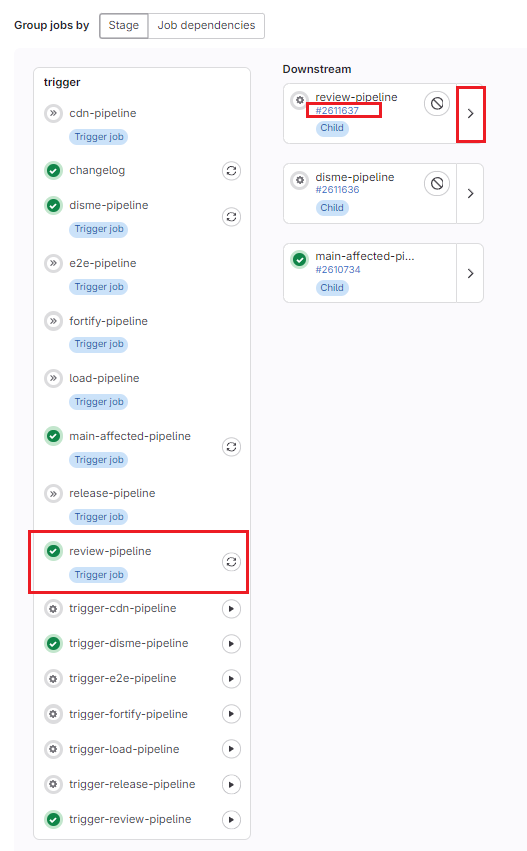 Group jobs by Stage Job dependencies
trigger
cdn-pipeline
Trigger job
changelog
disme-pipeline
Trigger job
e2e-pipeline
Trigger job
fortify-pipeline
Trigger job
load-pipeline
Trigger job
main-affected-pipeline
Trigger job
release-pipeline
Trigger job
review-pipeline
Trigger job
trigger-cdn-pipeline
trigger-disme-pipeline
trigger-e2e-pipeline
trigger-fortify-pipeline
trigger-load-pipeline
trigger-release-pipeline
trigger-review-pipeline
Downstream
review-pipeline
#2611637
Child
disme-pipeline
#2611636
Child
main-affected-pi...
#2610734
Child